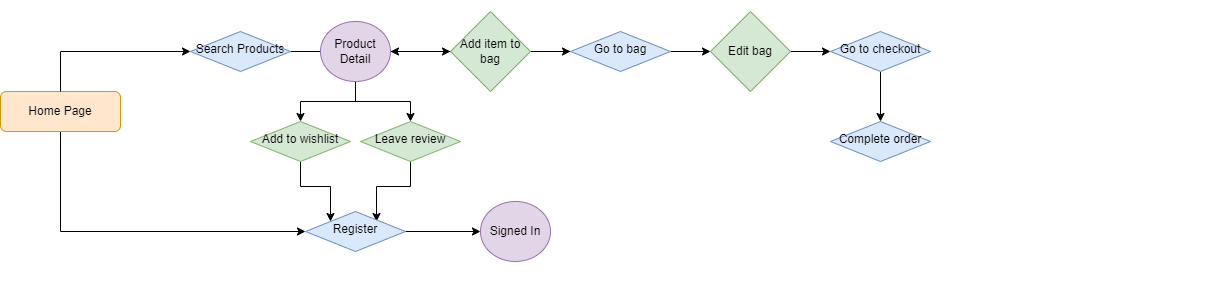 Search Products
Product
Detail
Add item to
bag
Go to bag
Edit bag
Go to checkout
Home Page
Add to wishlist
Leave review
Complete order
Register
Signed In